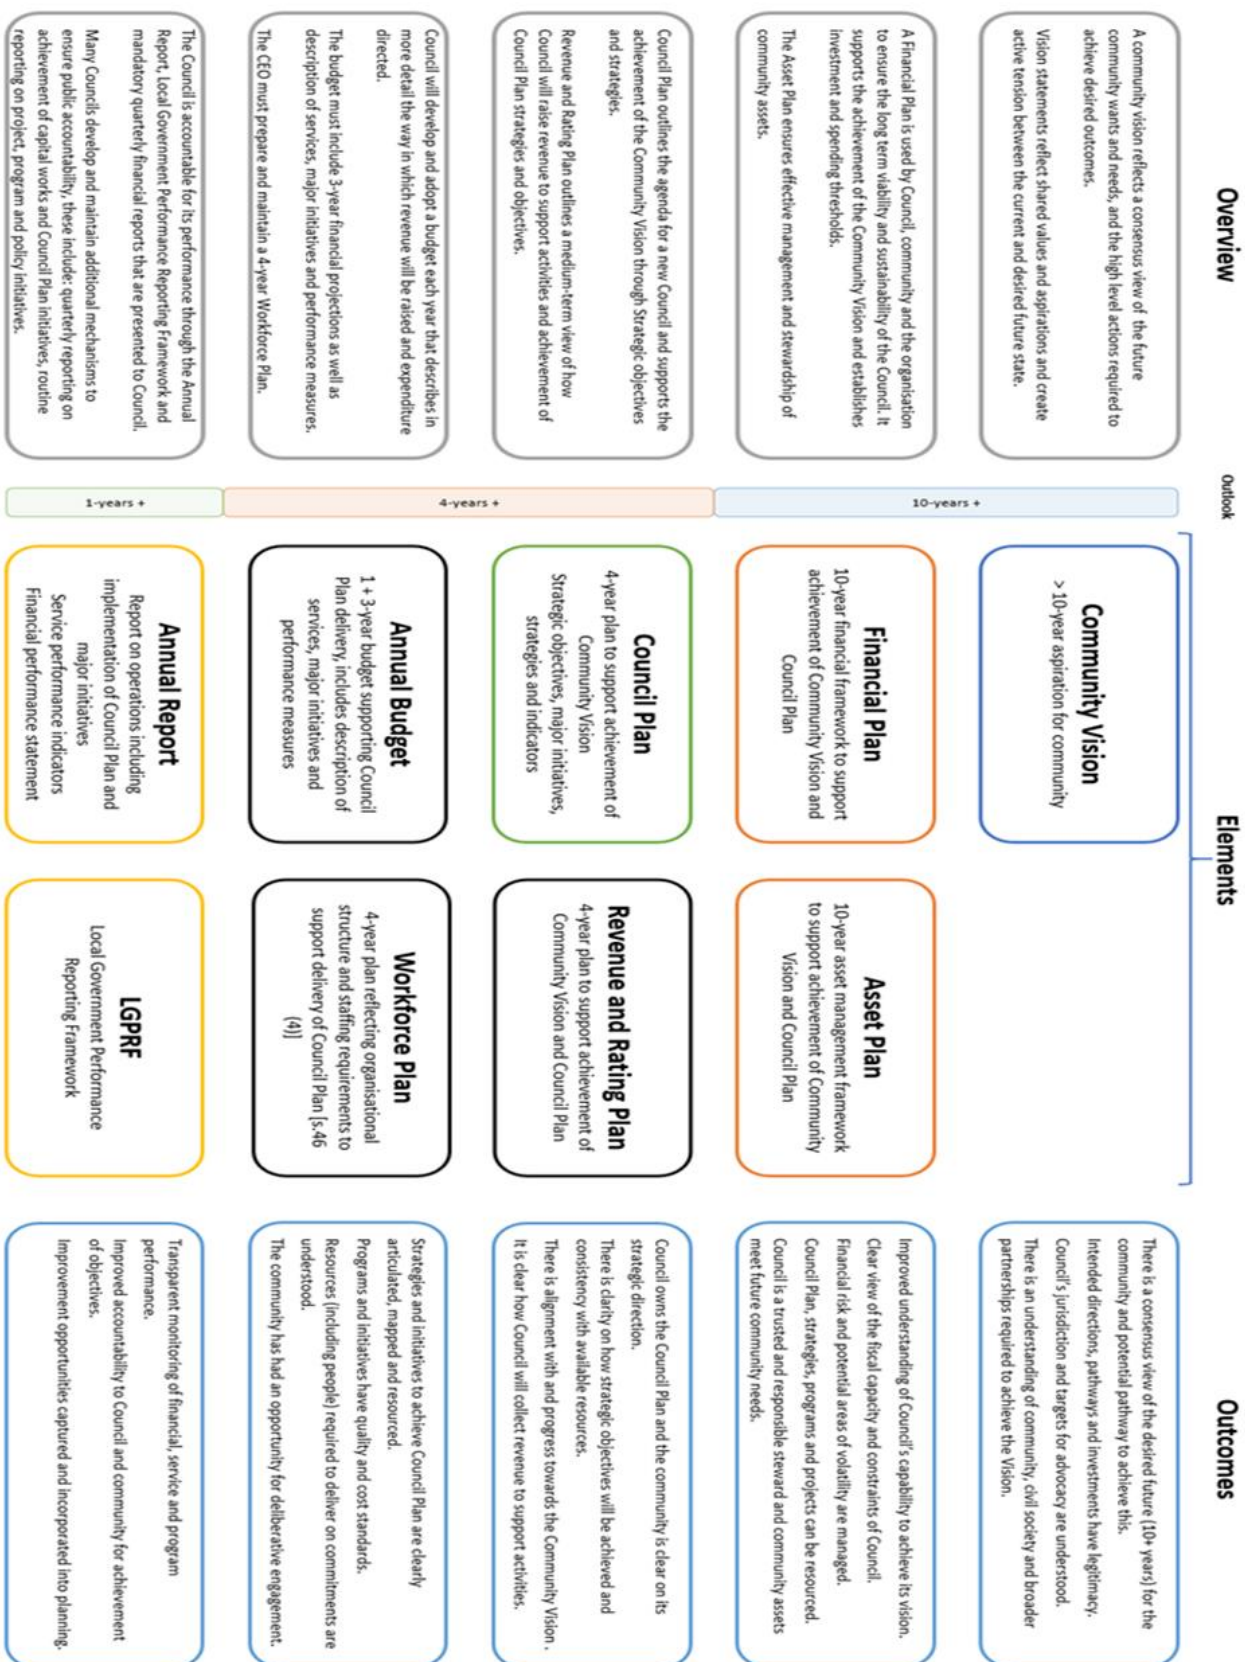 Overview
Outlook
Elements
Outcomes
A community vision reflects a consensus view of the future
community wants and needs, and the high level actions required to
achieve desired outcomes.
Vision statements reflect shared values and aspirations and create
active tension between the current and desired future state.
10-years +
Community Vision
> 10-year aspiration for community
There is a consensus view of the desired future (10+ years) for the
community and potential pathway to achieve this.
Intended directions, pathways and investments have legitimacy.
Council's jurisdiction and targets for advocacy are understood.
There is an understanding of community, civil society and broader
partnerships required to achieve the Vision.
A Financial Plan is used by Council, community and the organisation
to ensure the long term viability and sustainability of the Council. It
supports the achievement of the Community Vision and establishes
investment and spending thresholds.
The Asset Plan ensures effective management and stewardship of
community assets.
Financial Plan
10-year financial framework to support
achievement of Community Vision and
Council Plan
Asset Plan
10-year asset management framework
to support achievement of Community
Vision and Council Plan
Improved understanding of Council's capability to achieve its vision.
Clear view of the fiscal capacity and constraints of Council.
Financial risk and potential areas of volatility are managed.
Council Plan, strategies, programs and projects can be resourced.
Council is a trusted and responsible steward and community assets
meet future community needs.
Council Plan outlines the agenda for a new Council and supports the
achievement of the Community Vision through Strategic objectives
and strategies.
Revenue and Rating Plan outlines a medium-term view of how
Council will raise revenue to support activities and achievement of
Council Plan strategies and objectives.
4-years +
Council Plan
4-year plan to support achievement of
Community Vision
Strategic objectives, major initiatives,
strategies and indicators
Revenue and Rating Plan
4-year plan to support achievement of
Community Vision and Council Plan
Council owns the Council Plan and the community is clear on its
strategic direction.
There is clarity on how strategic objectives will be achieved and
consistency with available resources.
There is alignment with and progress towards the Community Vision .
It is clear how Council will collect revenue to support activities.
Council will develop and adopt a budget each year that describes in
more detail the way in which revenue will be raised and expenditure
directed.
The budget must include 3-year financial projections as well as
description of services, major initiatives and performance measures.
The CEO must prepare and maintain a 4-year Workforce Plan.
Annual Budget
1 + 3-year budget supporting Council
Plan delivery, includes description of
services, major initiatives and
performance measures
Workforce Plan
4-year plan reflecting organisational
structure and staffing requirements to
support delivery of Council Plan [s.46
(4)]
Strategies and initiatives to achieve Council Plan are clearly
articulated, mapped and resourced.
Programs and initiatives have quality and cost standards.
Resources (including people) required to deliver on commitments are
understood.
The community has had an opportunity for deliberative engagement.
The Council is accountable for its performance through the Annual
Report, Local Government Performance Reporting Framework and
mandatory quarterly financial reports that are presented to Council.
Many Councils develop and maintain additional mechanisms to
ensure public accountability, these include: quarterly reporting on
achievement of capital works and Council Plan initiatives, routine
reporting on project, program and policy initiatives.
1-years +
Annual Report
Report on operations including
implementation of Council Plan and
major initiatives
Service performance indicators
Financial performance statement
LGPRF
Local Government Performance
Reporting Framework
Transparent monitoring of financial, service and program
performance.
Improved accountability to Council and community for achievement
of objectives.
Improvement opportunities captured and incorporated into planning.